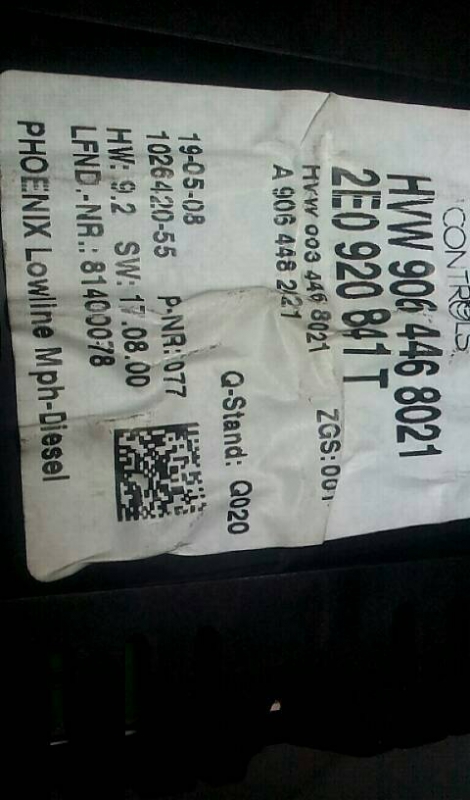 CONTROLS
HVW 906 446 8021
2E0 920 841 T
HVW 003 446 8021 ZGS:001
A 906 448 2221
Q-Stand: Q020
19-05-08
1026420-55 P-NR:077
HW: 9.2 SW: 17.08.00
LFND.-NR.: 81400078
PHOENIX Lowline Mph-Diesel